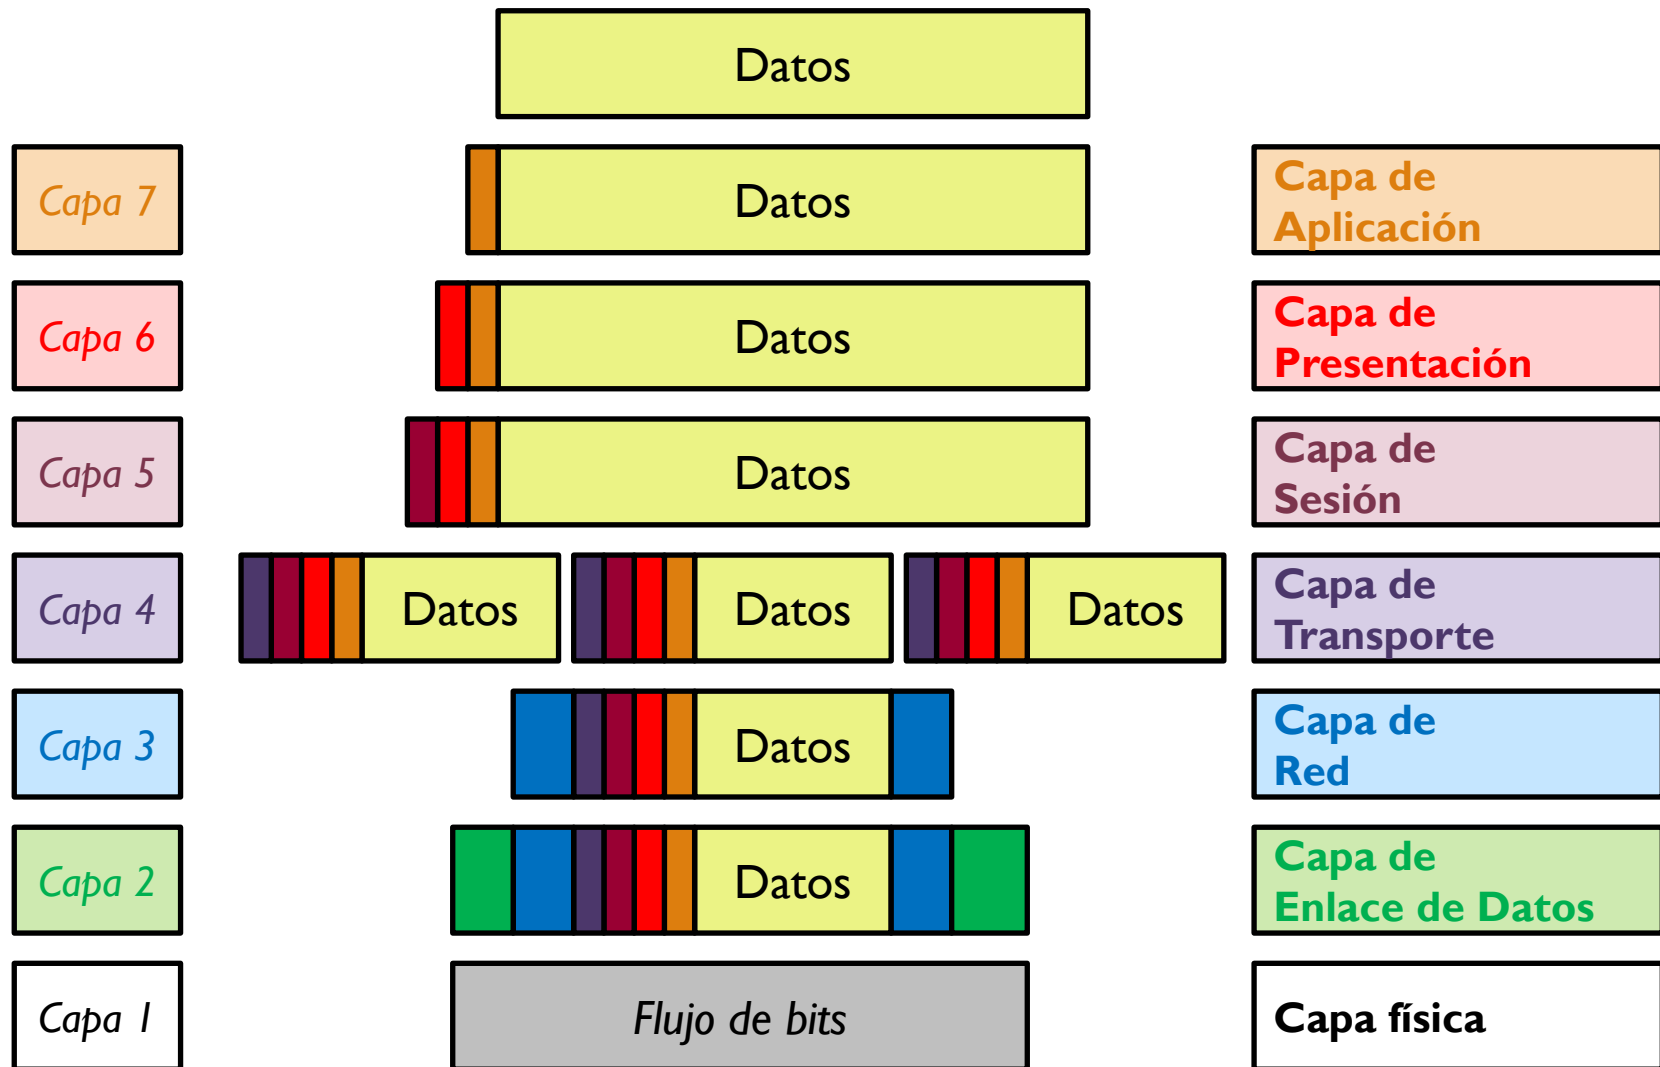 Datos
Capa 7
Datos
Capa de
Aplicación
Capa 6
Datos
Capa de
Presentación
Capa 5
Datos
Capa de
Sesión
Capa 4
Datos
Datos
Datos
Capa de
Transporte
Capa 3
Datos
Capa de
Red
Capa 2
Datos
Capa de
Enlace de Datos
Capa 1
Flujo de bits
Capa física